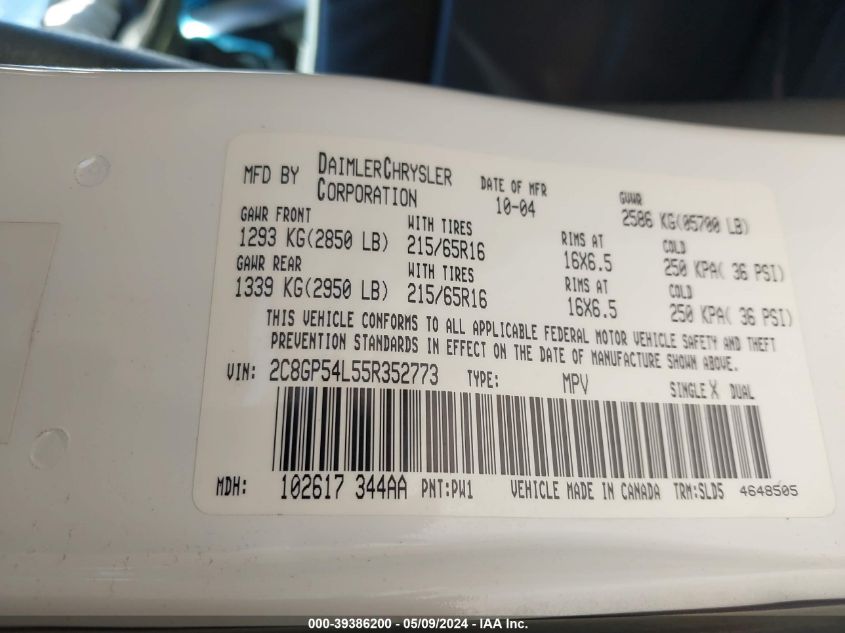 MFD BY DAIMLERCHRYSLER CORPORATION DATE OF MFR 10-04 GVWR 2586 KG(05700 LB)
GAWR FRONT WITH TIRES RIMS AT COLD
1293 KG(2850 LB) 215/65R16 16X6.5 250 KPA( 36 PSI)
GAWR REAR WITH TIRES RIMS AT COLD
1339 KG(2950 LB) 215/65R16 16X6.5 250 KPA( 36 PSI)
THIS VEHICLE CONFORMS TO ALL APPLICABLE FEDERAL MOTOR VEHICLE SAFETY AND THEFT
PREVENTION STANDARDS IN EFFECT ON THE DATE OF MANUFACTURE SHOWN ABOVE.
VIN: 2C8GP54L55R352773 TYPE: MPV SINGLE X DUAL
MDH: 102617 344AA PNT:PW1 VEHICLE MADE IN CANADA TRM:SLD5 4648505
000-39386200 - 05/09/2024 - IAA Inc.